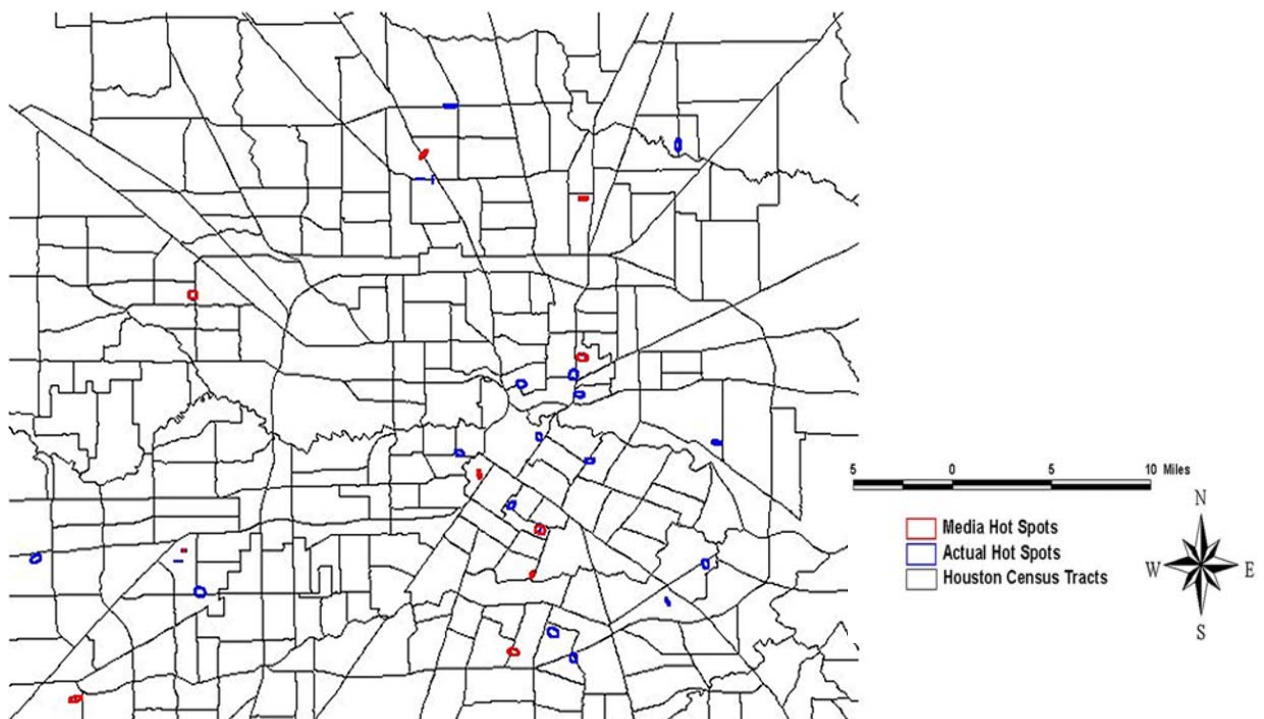 5 0 5 10 Miles
N
Media Hot Spots
Actual Hot Spots
W E
Houston Census Tracts
S